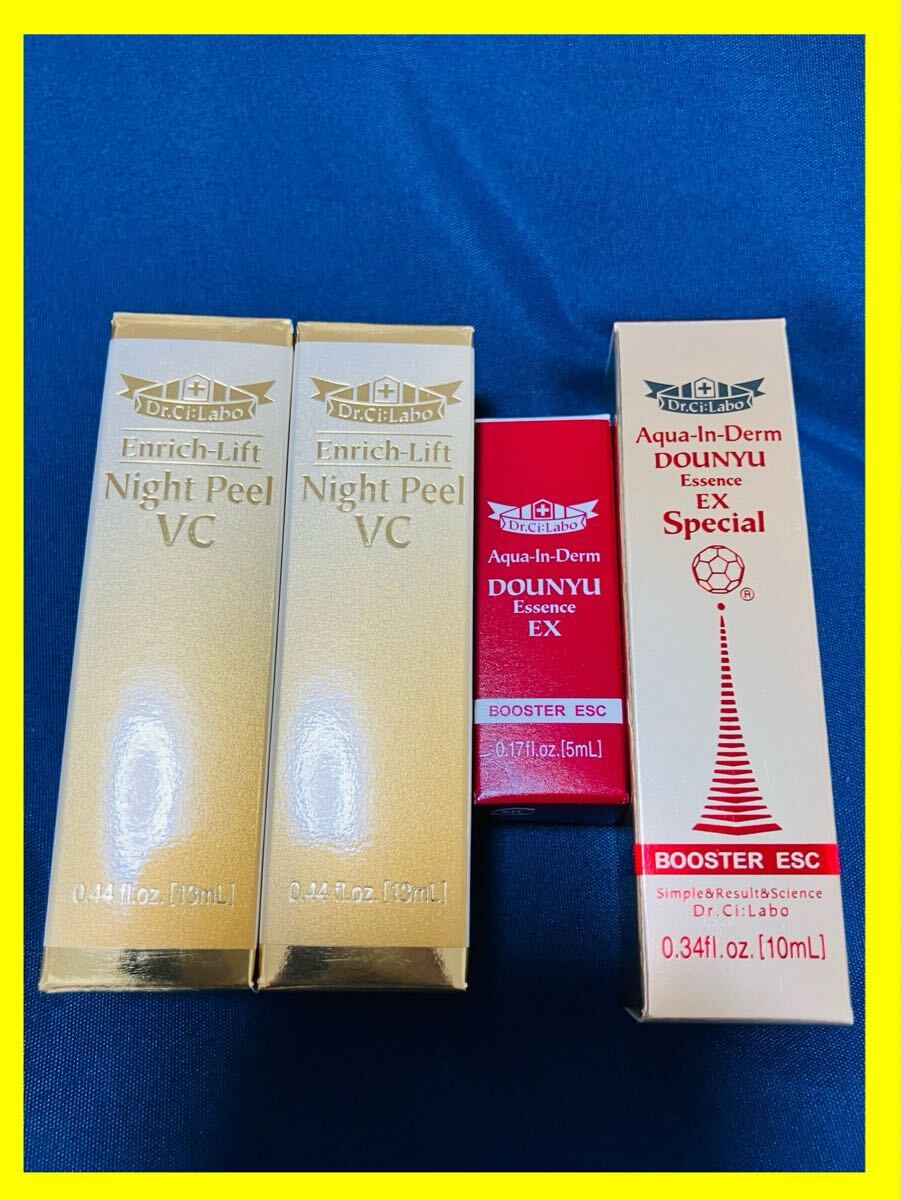 Dr.Ci:Labo
Enrich-Lift
Night Peel
VC
0.44 fl.oz. [13mL]
Dr.Ci:Labo
Enrich-Lift
Night Peel
VC
0.44 fl.oz. [13mL]
Dr.Ci:Labo
Aqua-In-Derm
DOUNYU
Essence
EX
BOOSTER ESC
0.17fl.oz.[5mL]
Dr.Ci:Labo
Aqua-In-Derm
DOUNYU
Essence
EX
Special
®
BOOSTER ESC
Simple&Result&Science
Dr.Ci:Labo
0.34fl.oz.[10mL]